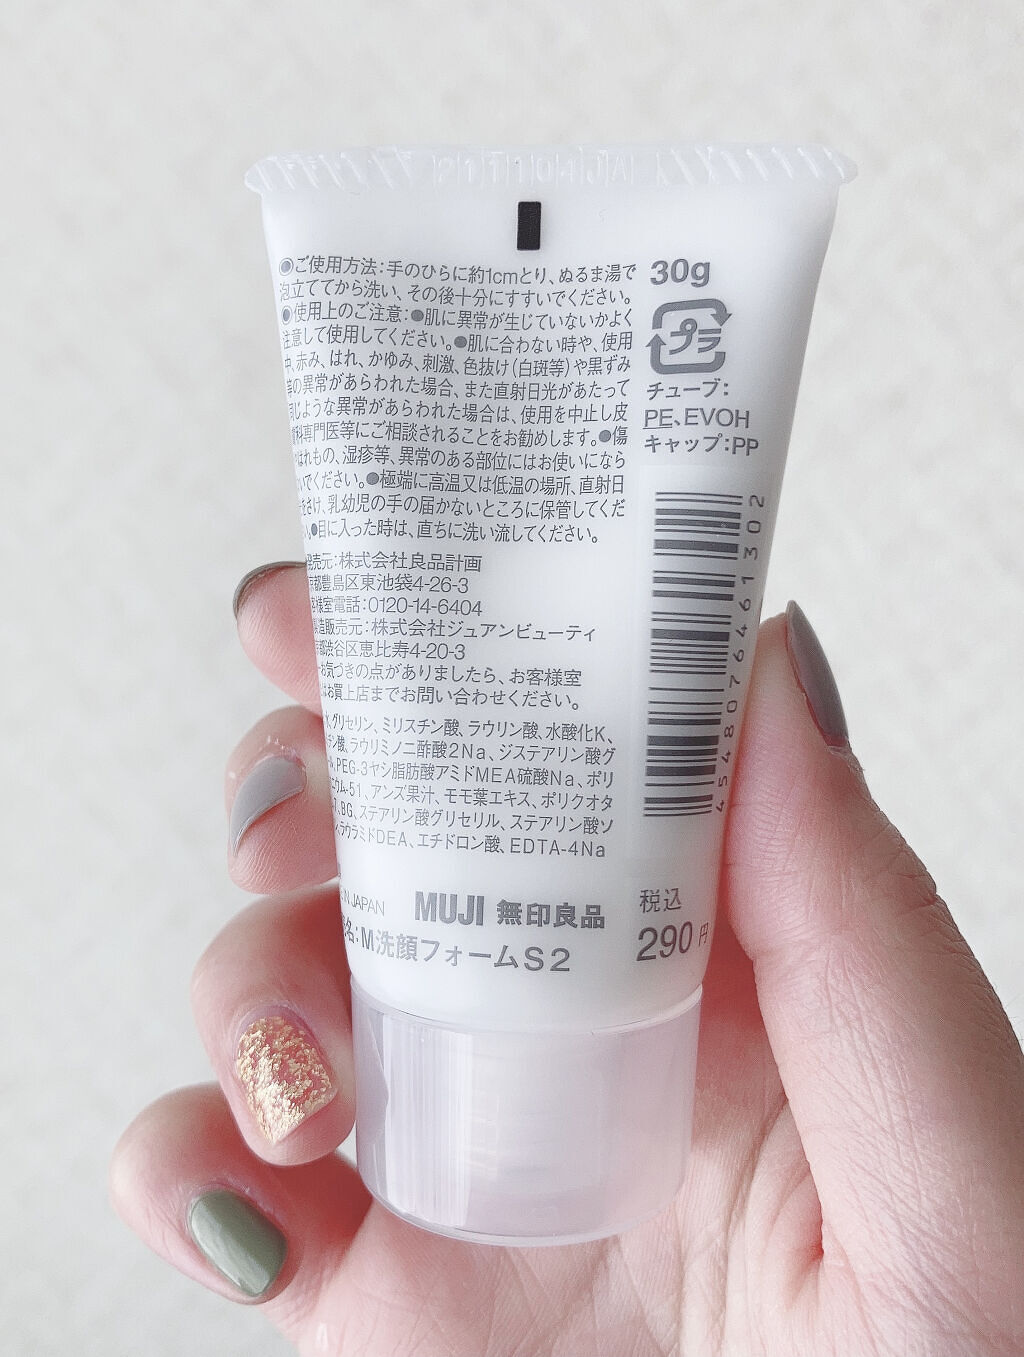 ●ご使用方法：手のひらに約1cmとり、ぬるま湯で
泡立ててから洗い、その後十分にすすいでください。
●使用上のご注意：●肌に異常が生じていないかよく
注意して使用してください。●肌に合わない時や、使用
中、赤み、はれ、かゆみ、刺激、色抜け（白斑等）や黒ずみ
等の異常があらわれた場合、また直射日光があたって
同じような異常があらわれた場合は、使用を中止し皮
膚科専門医等にご相談されることをお勧めします。●傷
やはれもの、湿疹等、異常のある部位にはお使いになら
ないでください。●極端に高温又は低温の場所、直射日
をさけ、乳幼児の手の届かないところに保管してくだ
い。●目に入った時は、直ちに洗い流してください。
発売元：株式会社良品計画
京都豊島区東池袋4-26-3
客様室電話：0120-14-6404
製造販売元：株式会社ジュアンビューティ
京都渋谷区恵比寿4-20-3
お気づきの点がありましたら、お客様室
はお買上店までお問い合わせください。
グリセリン、ミリスチン酸、ラウリン酸、水酸化K、
チン酸、ラウリミノニ酢酸2Na、ジステアリン酸グ
PEG-3ヤシ脂肪酸アミドMEA硫酸Na、ポリ
ニウム-51、アンズ果汁、モモ葉エキス、ポリクオタ
-7、BG、ステアリン酸グリセリル、ステアリン酸ソ
ラウラミドDEA、エチドロン酸、EDTA-4Na
IN JAPAN MUJI 無印良品
名：M洗顔フォームS2
30g
プラ
チューブ：
PE、EVOH
キャップ：PP
4548076461302
税込
290円